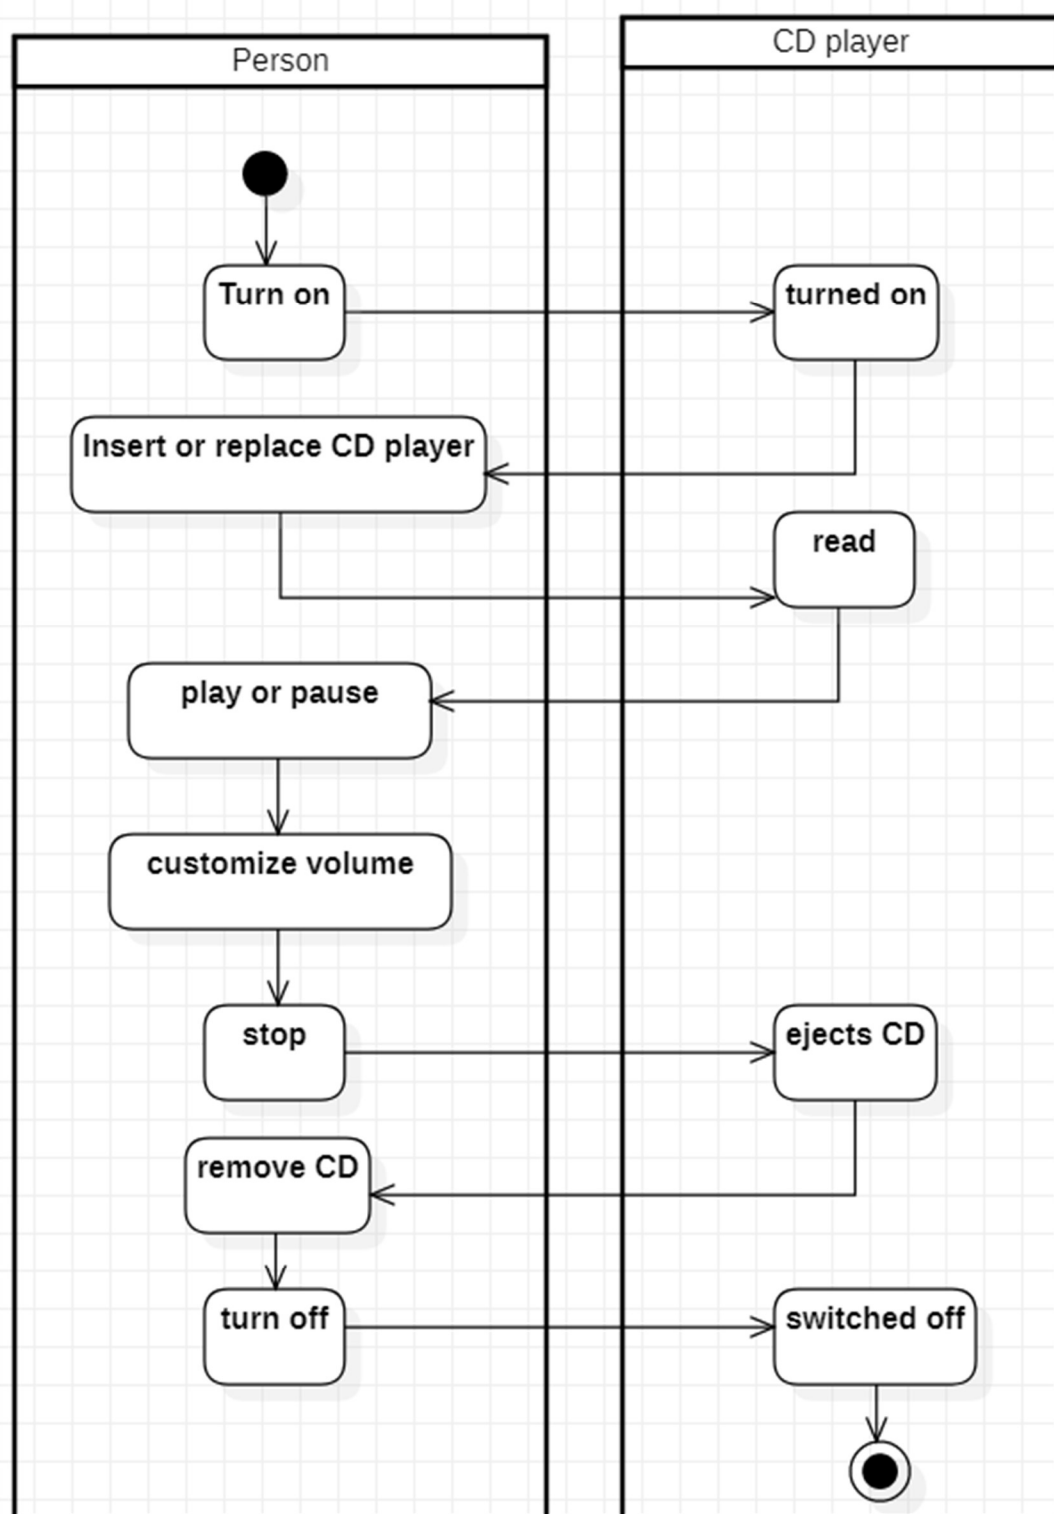 Person
CD player
Turn on
turned on
Insert or replace CD player
read
play or pause
customize volume
stop
ejects CD
remove CD
turn off
switched off